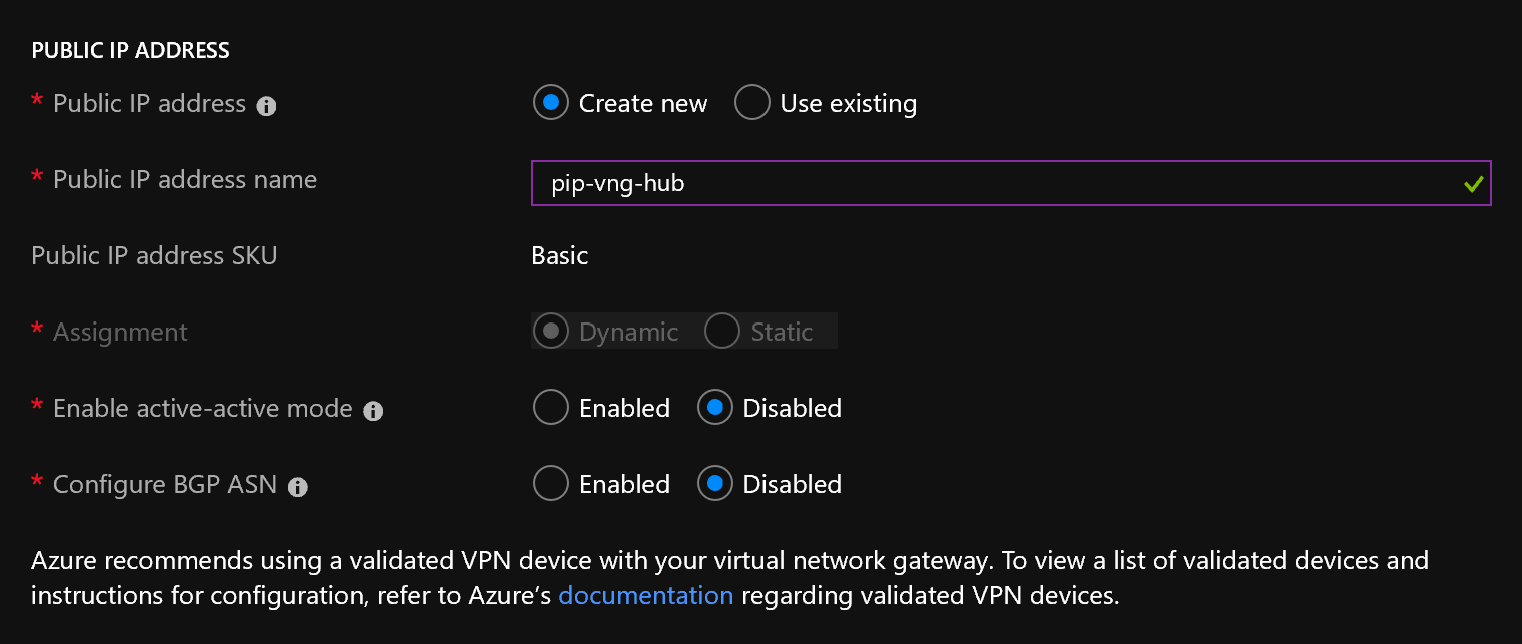 PUBLIC IP ADDRESS
* Public IP address Create new Use existing
* Public IP address name pip-vng-hub
Public IP address SKU Basic
* Assignment Dynamic Static
* Enable active-active mode Enabled Disabled
* Configure BGP ASN Enabled Disabled
Azure recommends using a validated VPN device with your virtual network gateway. To view a list of validated devices and
instructions for configuration, refer to Azure’s documentation regarding validated VPN devices.